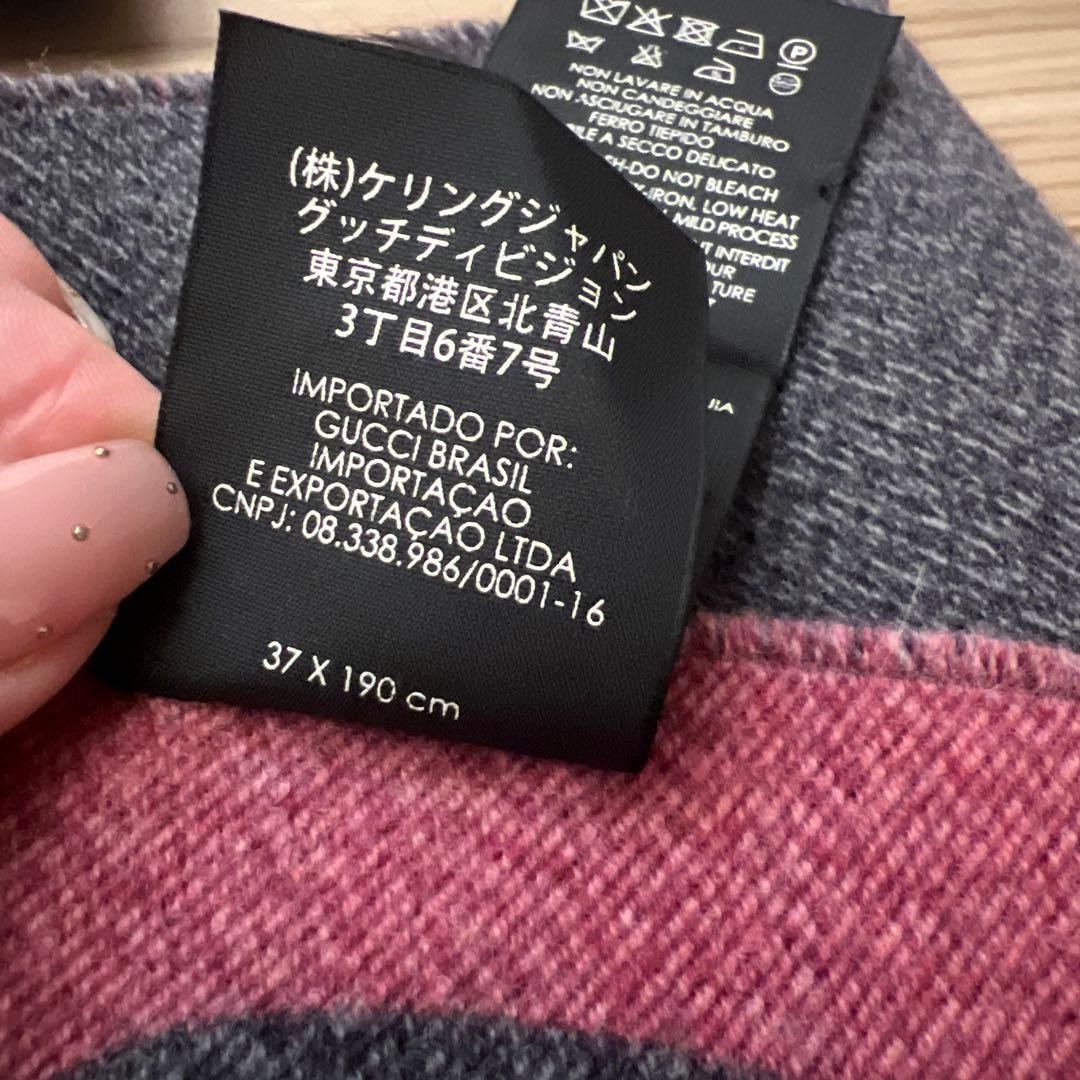 (株)ケリングジャパン
グッチディビジョン
東京都港区北青山
3丁目6番7号
IMPORTADO POR:
GUCCI BRASIL
IMPORTAÇAO
E EXPORTAÇAO LTDA
CNPJ: 08.338.986/0001-16
37 X 190 cm
P
NON LAVARE IN ACQUA
NON CANDEGGIARE
NON ASCIUGARE IN TAMBURO
FERRO TIEPIDO
A SECCO DELICATO
DO NOT BLEACH
IRON, LOW HEAT
MILD PROCESS
INTERDIT